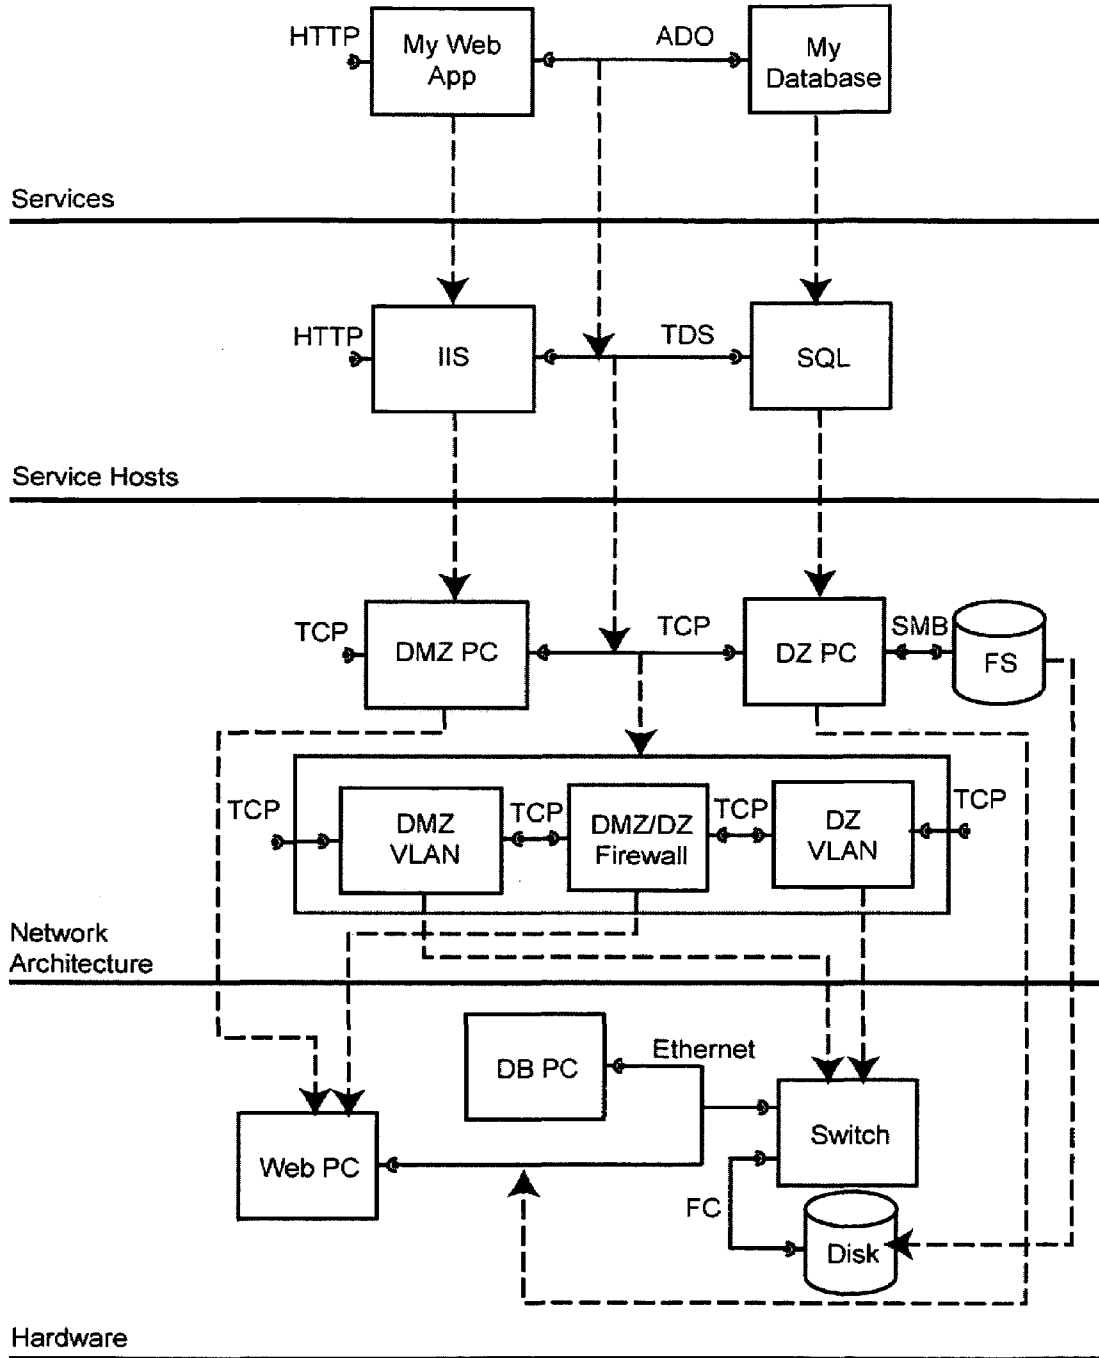 HTTP
My Web
App
ADO
My
Database
Services
HTTP
IIS
TDS
SQL
Service Hosts
TCP
DMZ PC
TCP
DZ PC
SMB
FS
TCP
DMZ
VLAN
TCP
DMZ/DZ
Firewall
TCP
DZ
VLAN
TCP
Network
Architecture
DB PC
Ethernet
Switch
Web PC
FC
Disk
Hardware